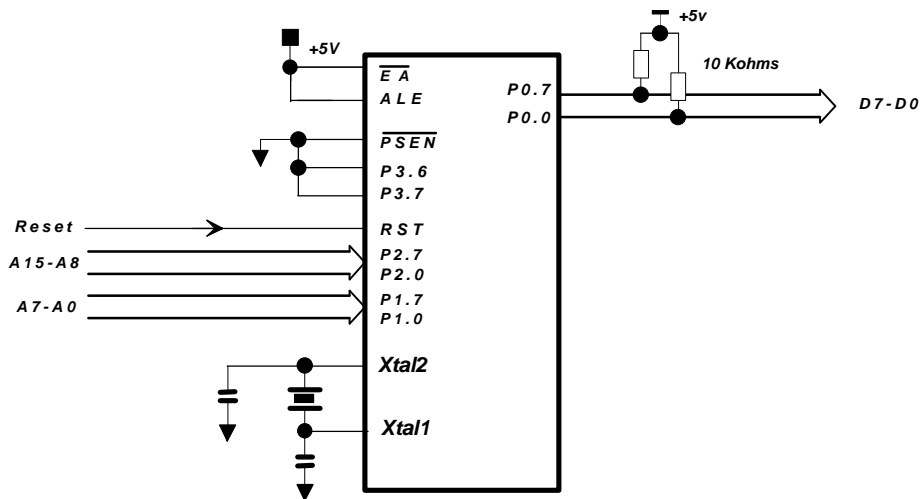 +5V
EA
ALE
PSEN
P3.6
P3.7
Reset
RST
A15-A8
P2.7
P2.0
A7-A0
P1.7
P1.0
Xtal2
Xtal1
+5v
10 Kohms
P0.7
P0.0
D7-D0